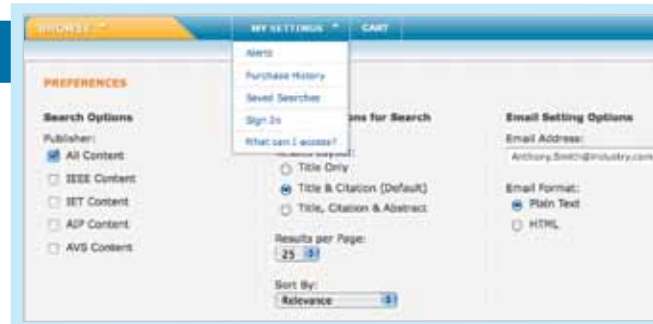 BROWSE
MY SETTINGS
CART
Alerts
Purchase History
Saved Searches
Sign In
What can I access?
PREFERENCES
Search Options
Publisher:
All Content
IEEE Content
IET Content
AIP Content
AVS Content
ons for Search
Title Only
Title & Citation (Default)
Title, Citation & Abstract
Results per Page:
25
Sort By:
Relevance
Email Setting Options
Email Address:
Anthony.Smith@industry.com
Email Format:
Plain Text
HTML